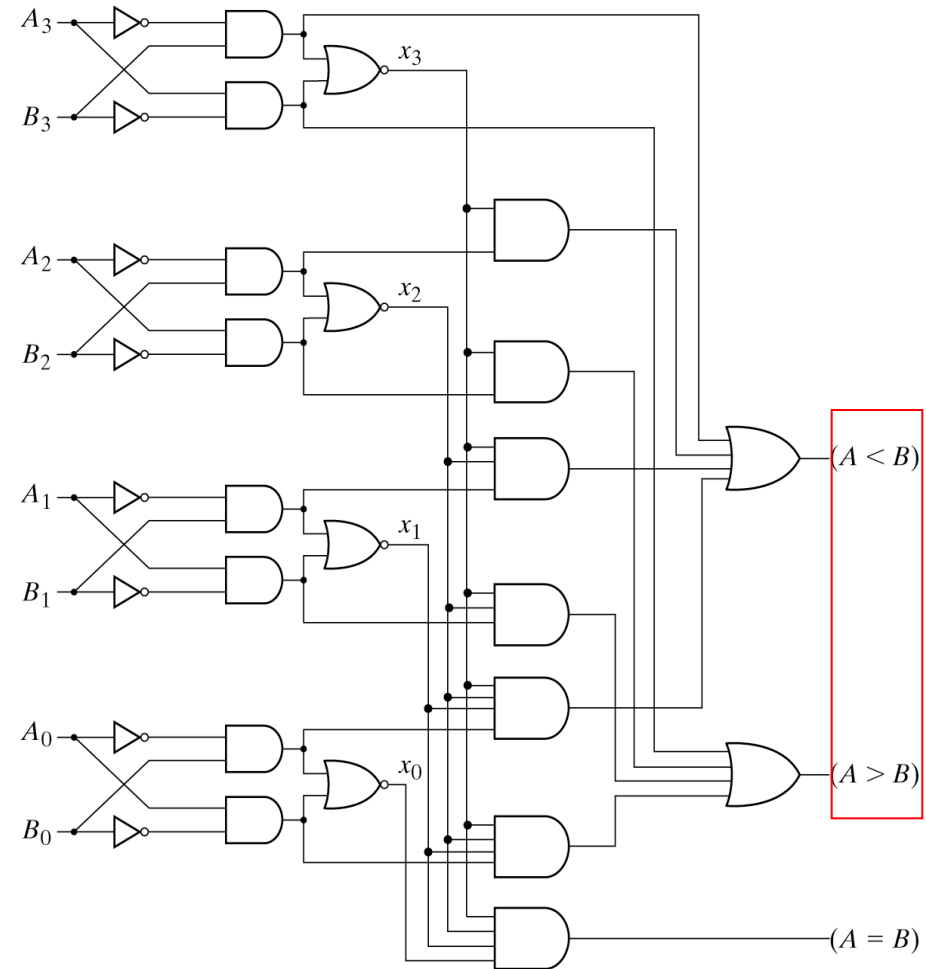 A₃
x₃
B₃
A₂
x₂
B₂
(A < B)
A₁
x₁
B₁
A₀
x₀
(A > B)
B₀
(A = B)